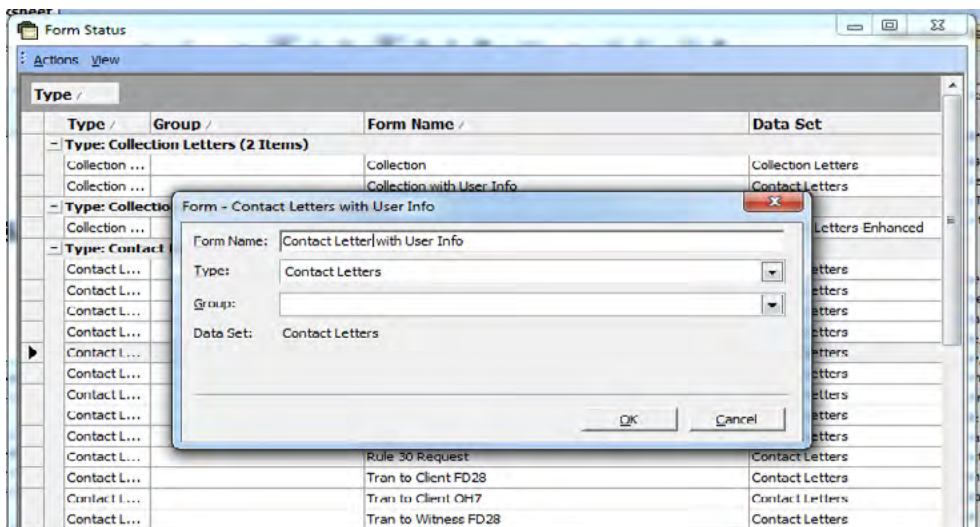 Form Status
Actions View
Type
Type Group Form Name Data Set
Type: Collection Letters (2 Items)
Collection ... Collection Collection Letters
Collection ... Collection with User Info Contact Letters
Type: Collectio
Collection ... Letters Enhanced
Type: Contact
Contact L... etters
Contact L... etters
Contact L... etters
Contact L... etters
Contact L... etters
Contact L... etters
Contact L... etters
Contact L... etters
Contact L... etters
Contact L... Rule 30 Request Contact Letters
Contact L... Tran to Client FD28 Contact Letters
Contact L... Tran to Client OH7 Contact Letters
Contact L... Tran to Witness FD28 Contact Letters
Form - Contact Letters with User Info
Form Name: Contact Letter with User Info
Type: Contact Letters
Group:
Data Set: Contact Letters
OK Cancel